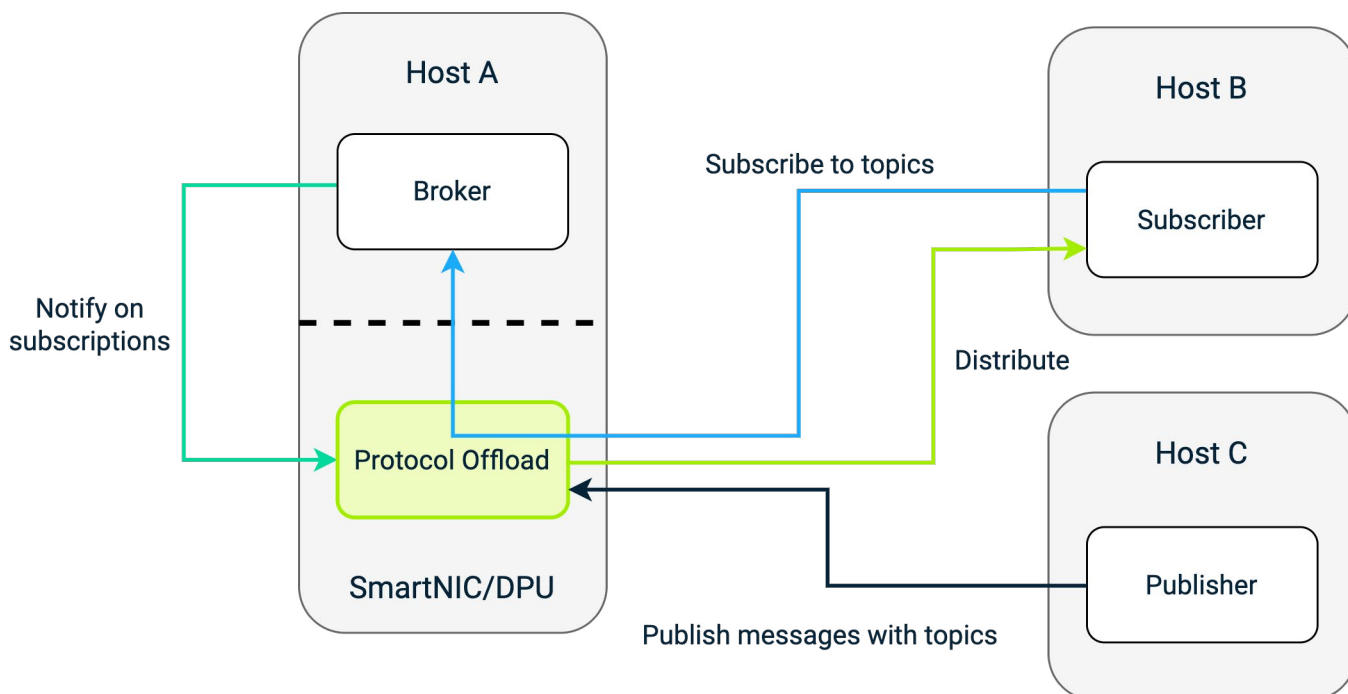 Host A
Broker
Notify on
subscriptions
Protocol Offload
SmartNIC/DPU
Subscribe to topics
Distribute
Publish messages with topics
Host B
Subscriber
Host C
Publisher